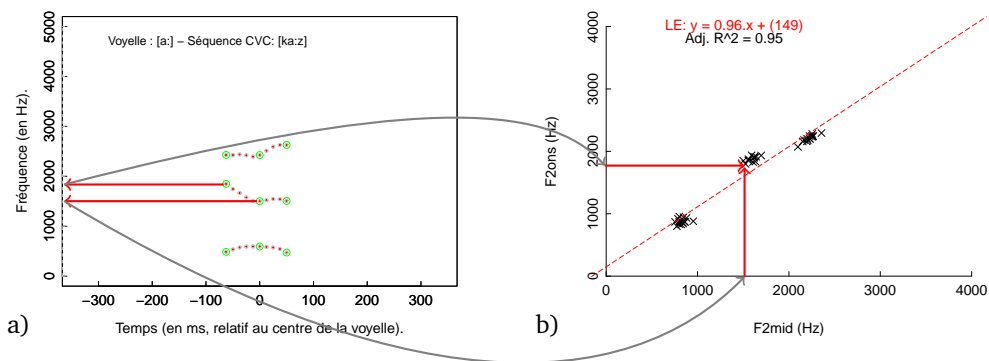 Voyelle : [a:] – Séquence CVC: [ka:z]
Fréquence (en Hz).
0 1000 2000 3000 4000 5000
−300 −200 −100 0 100 200 300
Temps (en ms, relatif au centre de la voyelle).
a)
LE: y = 0.96.x + (149)
Adj. R^2 = 0.95
F2ons (Hz)
0 1000 2000 3000 4000
0 1000 2000 3000 4000
F2mid (Hz)
b)